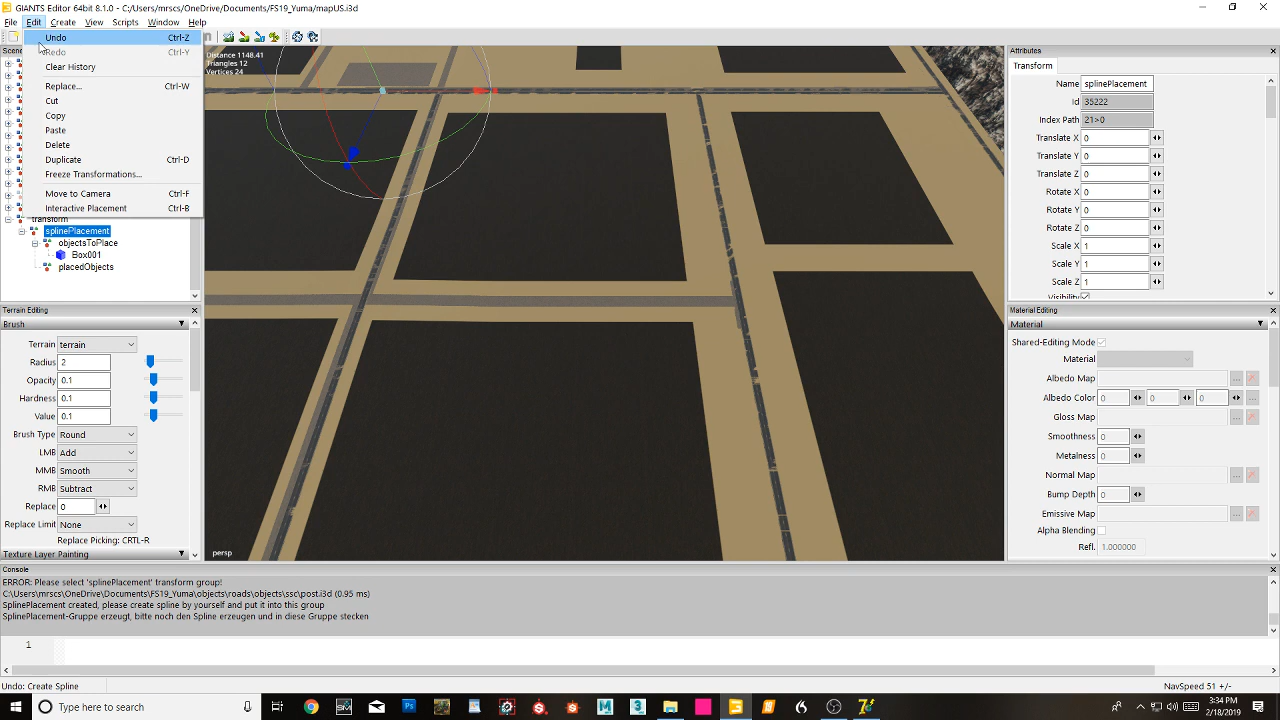 GIANTS Editor 64bit 8.1.0 - C:/Users/mrscs/OneDrive/Documents/FS19_Yuma/mapUS.i3d
File Edit Create View Scripts Window Help
Scene
Undo Ctrl-Z
Redo Ctrl-Y
Clear History
Replace... Ctrl-W
Cut
Copy
Paste
Delete
Duplicate Ctrl-D
Freeze Transformations...
Move to Camera Ctrl-F
Interactive Placement Ctrl-B
transform
splinePlacement
objectsToPlace
Box001
placedObjects
Terrain Editing
Brush
Terrain terrain
Radius 2
Opacity 0.1
Hardness 0.1
Value 0.1
Brush Type Round
LMB Add
MMB Smooth
RMB Subtract
Replace 0
Replace Limit None
Replace Picking: CRTL-R
Texture Layer Painting
Distance 1148.41
Triangles 12
Vertices 24
persp
Attributes
Transform
Name splinePlacement
Id 35222
Index Path 21>0
Translate X 0
Translate Y 0
Translate Z 0
Rotate X 0
Rotate Y 0
Rotate Z 0
Scale X 1
Scale Y 1
Scale Z 1
Visibility
Material Editing
Material
Shared-Editing Mode
Material
Albedo Map
Albedo Color 0 0 0
Gloss Map
Smoothness 0
Metalness 0
Normal Map
Bump Depth 0
Emissive Map
Alpha Blending
Refl. 1.000000
Console
ERROR: Please select 'splinePlacement' transform group!
C:\Users\mrscs\OneDrive\Documents\FS19_Yuma\objects\roads\objects\ssc\post.i3d (0.95 ms)
SplinePlacement created, please create spline by yourself and put it into this group
SplinePlacement-Gruppe erzeugt, bitte noch den Spline erzeugen und in diese Gruppe stecken
1
Undo: Create Spline
NavSpeed 51 +/-
Type here to search
3:34 PM
2/18/2019